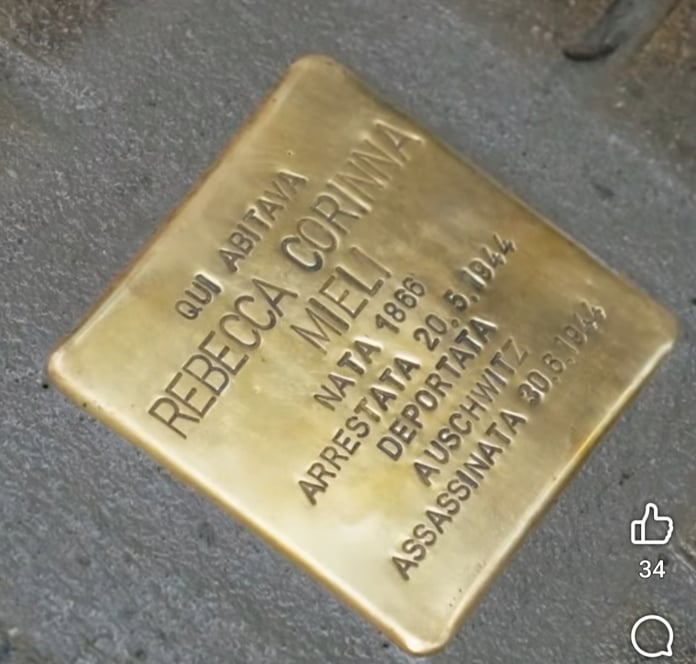 QUI ABITAVA
REBECCA CORINNA
MIELI
NATA 1866
ARRESTATA 20.5.1944
DEPORTATA
AUSCHWITZ
ASSASSINATA 30.6.1944
34